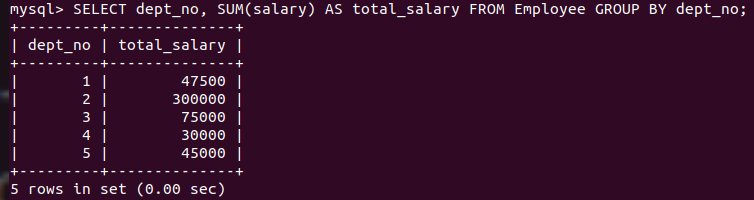 mysql> SELECT dept_no, SUM(salary) AS total_salary FROM Employee GROUP BY dept_no;
+---------+--------------+
| dept_no | total_salary |
+---------+--------------+
|       1 |        47500 |
|       2 |       300000 |
|       3 |        75000 |
|       4 |        30000 |
|       5 |        45000 |
+---------+--------------+
5 rows in set (0.00 sec)